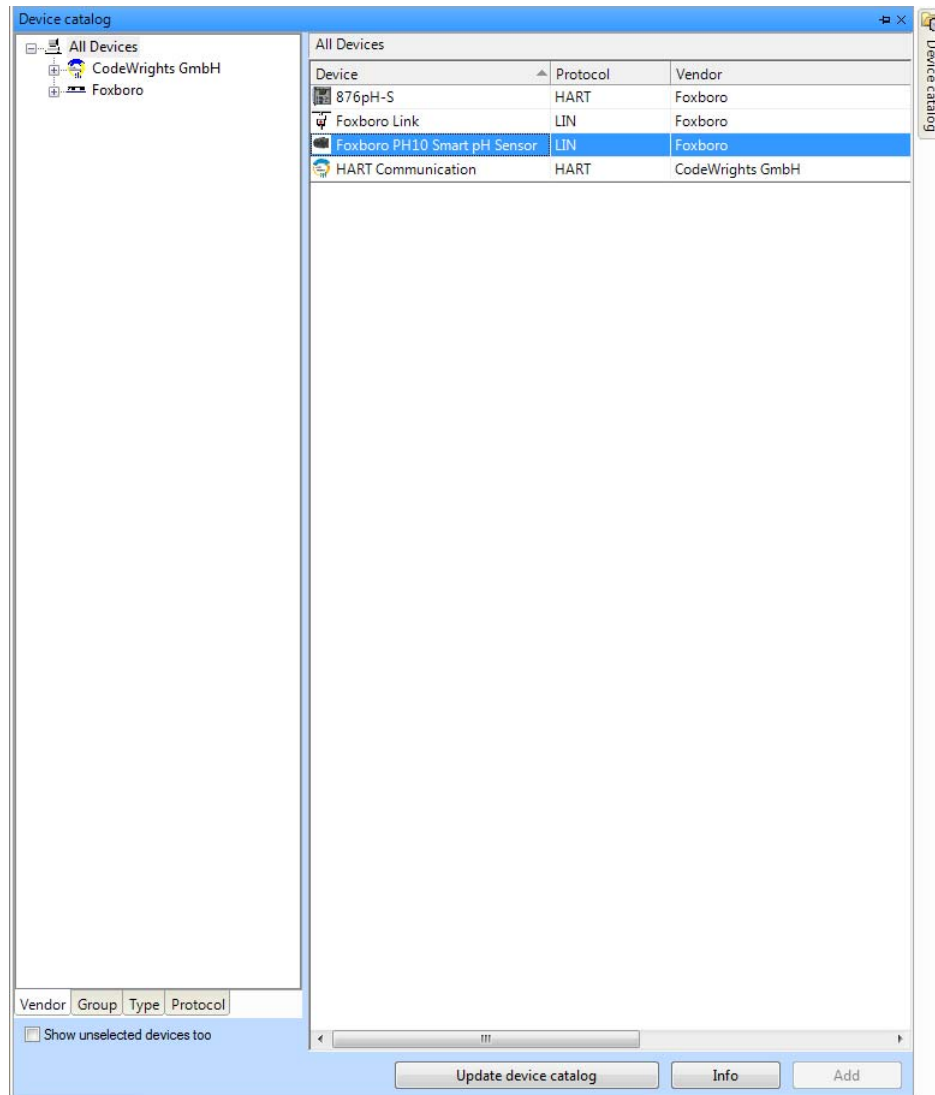 Device catalog
All Devices
CodeWrights GmbH
Foxboro
All Devices
Device Protocol Vendor
876pH-S HART Foxboro
Foxboro Link LIN Foxboro
Foxboro PH10 Smart pH Sensor LIN Foxboro
HART Communication HART CodeWrights GmbH
Vendor Group Type Protocol
Show unselected devices too
Update device catalog Info Add
Device catalog